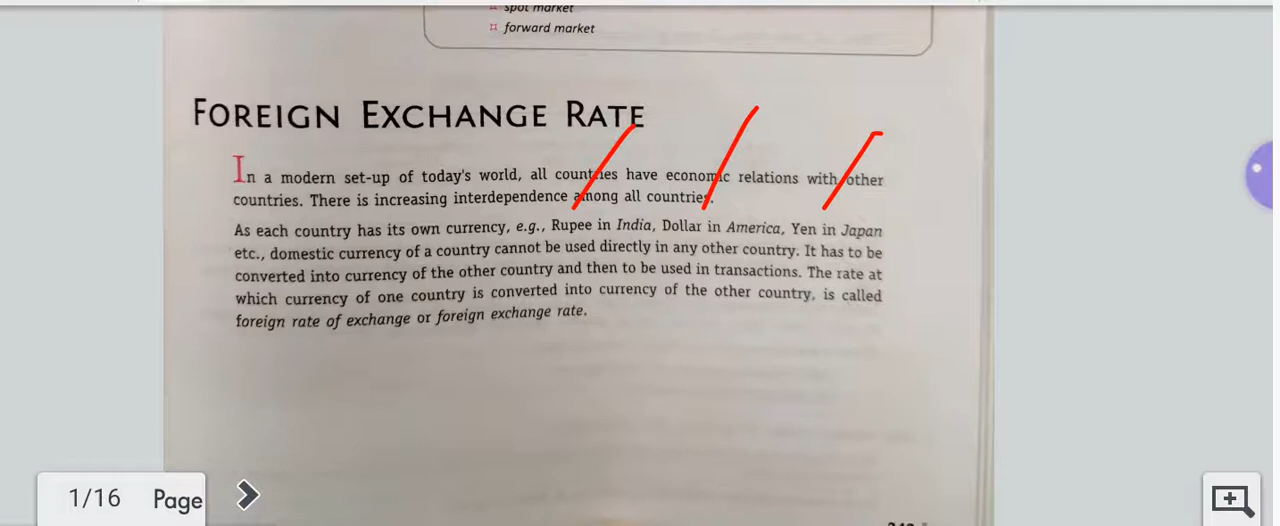 spot market
forward market
FOREIGN EXCHANGE RATE
In a modern set-up of today's world, all countries have economic relations with other
countries. There is increasing interdependence among all countries.
As each country has its own currency, e.g., Rupee in India, Dollar in America, Yen in Japan
etc., domestic currency of a country cannot be used directly in any other country. It has to be
converted into currency of the other country and then to be used in transactions. The rate at
which currency of one country is converted into currency of the other country, is called
foreign rate of exchange or foreign exchange rate.
1/16 Page